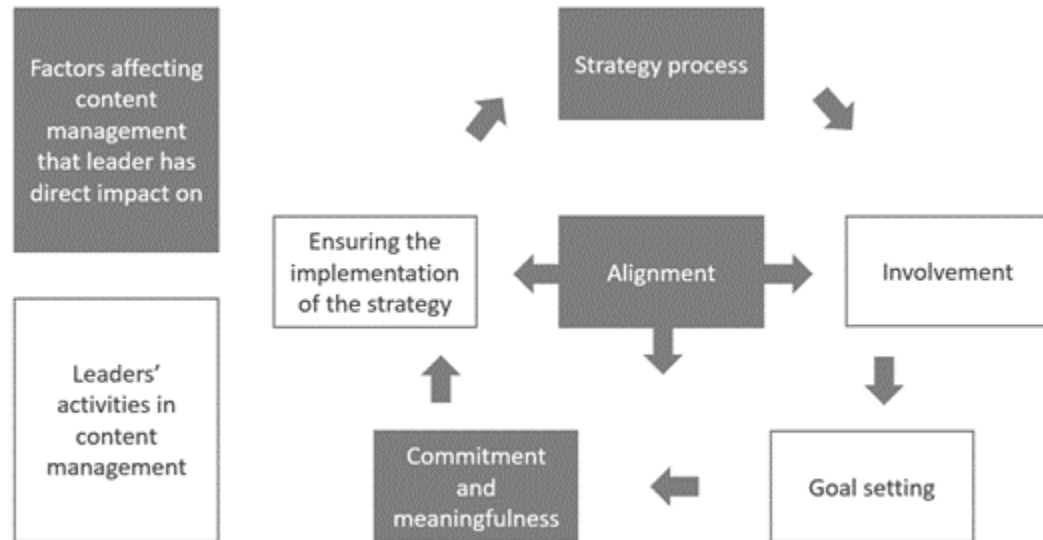 Factors affecting
content
management
that leader has
direct impact on
Leaders’
activities in
content
management
Strategy process
Ensuring the
implementation
of the strategy
Alignment
Involvement
Commitment
and
meaningfulness
Goal setting